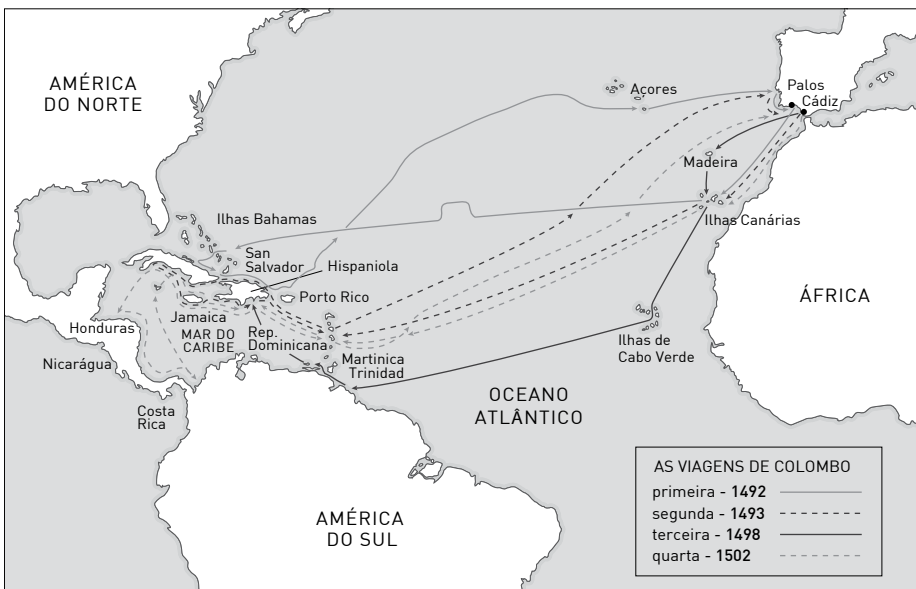 AMÉRICA
DO NORTE
Açores
Palos
Cádiz
Madeira
Ilhas Canárias
Ilhas Bahamas
San
Salvador
Hispaniola
Porto Rico
ÁFRICA
Honduras
Jamaica
MAR DO
CARIBE
Rep.
Dominicana
Nicarágua
Martinica
Trinidad
Ilhas de
Cabo Verde
Costa
Rica
OCEANO
ATLÂNTICO
AMÉRICA
DO SUL
AS VIAGENS DE COLOMBO
primeira - 1492
segunda - 1493
terceira - 1498
quarta - 1502